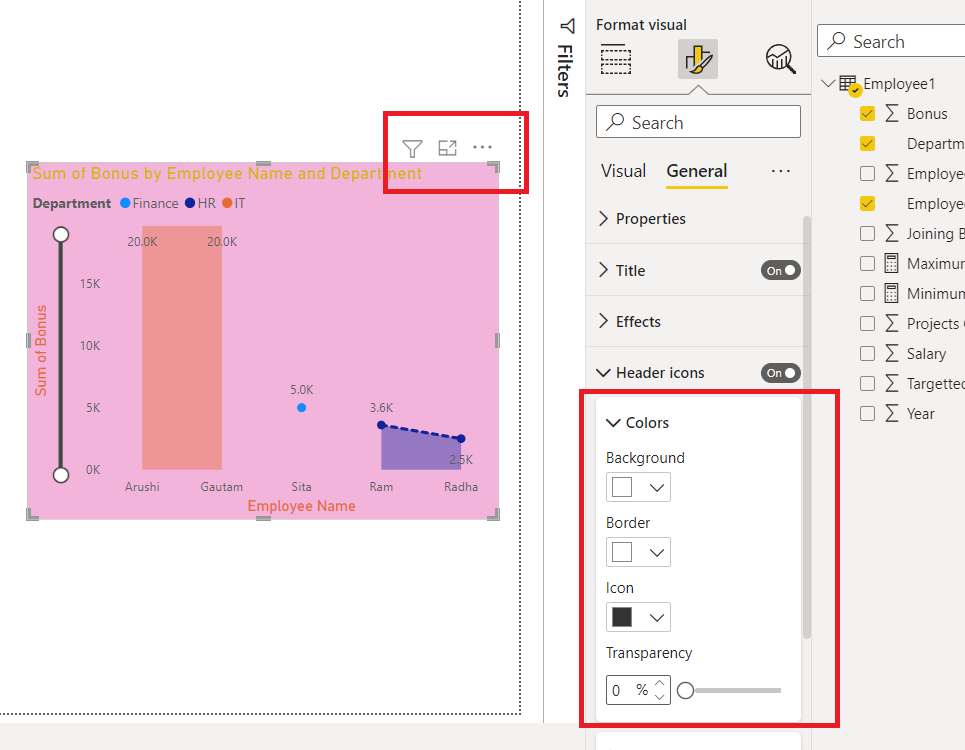 Sum of Bonus by Employee Name and Department
Department Finance HR IT
20.0K 20.0K
15K
10K
5K
0K
Sum of Bonus
5.0K
3.6K
2.5K
Arushi Gautam Sita Ram Radha
Employee Name
Filters
Format visual
Search
Visual General ...
Properties
Title On
Effects
Header icons On
Colors
Background
Border
Icon
Transparency
0 %
Search
Employee1
Bonus
Departm
Employe
Employe
Joining B
Maximum
Minimum
Projects
Salary
Targetted
Year